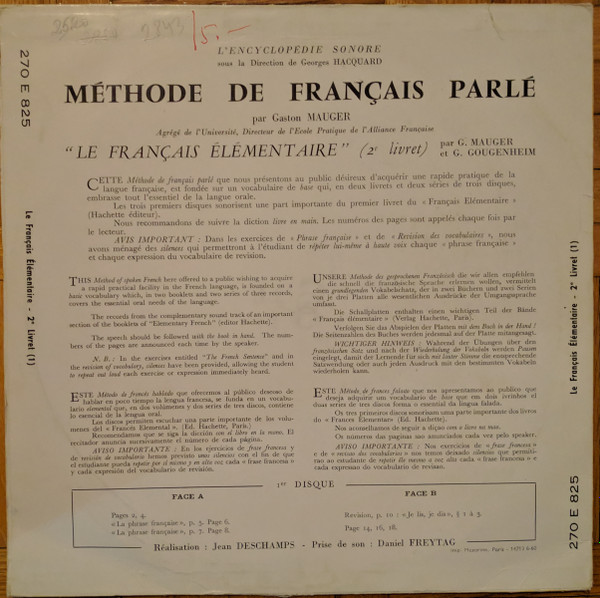 5.-
L'ENCYCLOPÉDIE SONORE
sous la Direction de Georges HACQUARD
MÉTHODE DE FRANÇAIS PARLÉ
par Gaston MAUGER
Agrégé de l'Université, Directeur de l'Ecole Pratique de l'Alliance Française
"LE FRANÇAIS ÉLÉMENTAIRE" (2e livret) par G. MAUGER
et G. GOUGENHEIM
CETTE Méthode de français parlé que nous présentons au public désireux d'acquérir une rapide pratique de la
langue française, est fondée sur un vocabulaire de base qui, en deux livrets et deux séries de trois disques,
embrasse tout l'essentiel de la langue orale.
Les trois premiers disques sonorisent une part importante du premier livret du « Français Elémentaire »
(Hachette éditeur).
Nous recommandons de suivre la diction livre en main. Les numéros des pages sont appelés chaque fois par
le lecteur.
AVIS IMPORTANT : Dans les exercices de « Phrase française » et de « Revision des vocabulaires », nous
avons ménagé des silences qui permettront à l'étudiant de répéter lui-même à haute voix chaque « phrase française »
et chaque expression du vocabulaire de revision.
THIS Method of spoken French here offered to a public wishing to acquire
a rapid practical facility in the French language, is founded on a
basic vocabulary which, in two booklets and two series of three records,
covers the essential oral needs of the language.
The records from the complementary sound track of an important
section of the booklets of "Elementary French" (editor Hachette).
The speech should be followed with the book in hand. The num-
bers of the pages are announced each time by the speaker.
N. B. : In the exercises entitled "The French Sentence" and in
the revision of vocabulary, silences have been provided, allowing the student
to repeat out loud each exercise or expression immediately heard.
UNSERE Methode des gesprochenen Französisch die wir allen empfehlen
die schnell die französische Sprache erlernen wollen, vermittelt
einen grundlegenden Vokabelschatz, der in zwei Büchern und zwei Serien
von je drei Platten alle wesentlichen Ausdrücke der Umgangssprache
umfasst.
Die Schallplatten enthalten einen wichtigen Teil der Bände
« Français élémentaire » (Verlag Hachette, Paris).
Verfolgen Sie das Abspielen der Platten mit dem Buch in der Hand !
Die Seitenzahlen des Buches werden jedesmal auf der Platte mitangesagt.
WICHTIGER HINWEIS : Während der Übungen über den
französischen Satz und nach der Wiederholung der Vokabeln werden Pausen
eingelegt, damit der Lernende für sich mit lauter Stimme die entsprechende
Satzwendung oder auch jeden Ausdruck mit den bestimmten Vokabeln
wiederholen kann.
ESTE Método de francés hablado que ofrecemos al público deseoso de
hablar en poco tiempo la lengua francesa, se funda en un vocabu-
lario elemental que, en dos volúmenes y dos series de tres discos, contiene
lo esencial de la lengua oral.
Los discos permiten escuchar una parte importante de los volu-
menes del « Francés Elemental ». (Ed. Hachette, Paris.)
Recomendamos que se siga la dicción con el libro en la mano. El
recitador anuncia sucesivamente el número de cada página.
AVISO IMPORTANTE : En los ejercicios de frase francesa y
de revisión de vocabulario hemos previsto unos silencios con el fin de que
el estudiante pueda repetir por sí mismo y en alta voz cada « frase francesa »
y cada expresión del vocabulario de revisión.
ESTE Método de francês falado que nos apresentamos ao publico que
deseja adquirir um vocabulário de base que em dois livrinhos e
duas series de tres discos forma o essential da lingua falada.
Os tres primeiros discos sonorisam uma parte importante dos livros
do « Francês Elementar » (Ed. Hachette).
Nos aconselhamos de seguir a diçao com o livro na mao.
Os números das paginas sao anunciados cada vez pelo speaker.
AVISO IMPORTANTE : Nos exercicios de « frase francesa »
e de « revisao dos vocabularios » nos temos deixado silencios que permiti-
rao ao estudante de repetir ele mesmo a voz alta cada « frase francesa » e
cada expressao do vocabulario de revisao.
1er DISQUE
FACE A
Pages 2, 4.
« La phrase française », p. 5. Page 6.
« La phrase française », p. 7. Page 8.
FACE B
Revision, p. 10 : « Je lis, je dis », § 1 à 5.
Page 14, 16, 18.
Réalisation : Jean DESCHAMPS - Prise de son : Daniel FREYTAG
270 E 825
Le Français Élémentaire - 2e Livret (1)
Le Français Élémentaire - 2e Livret (1)
270 E 825